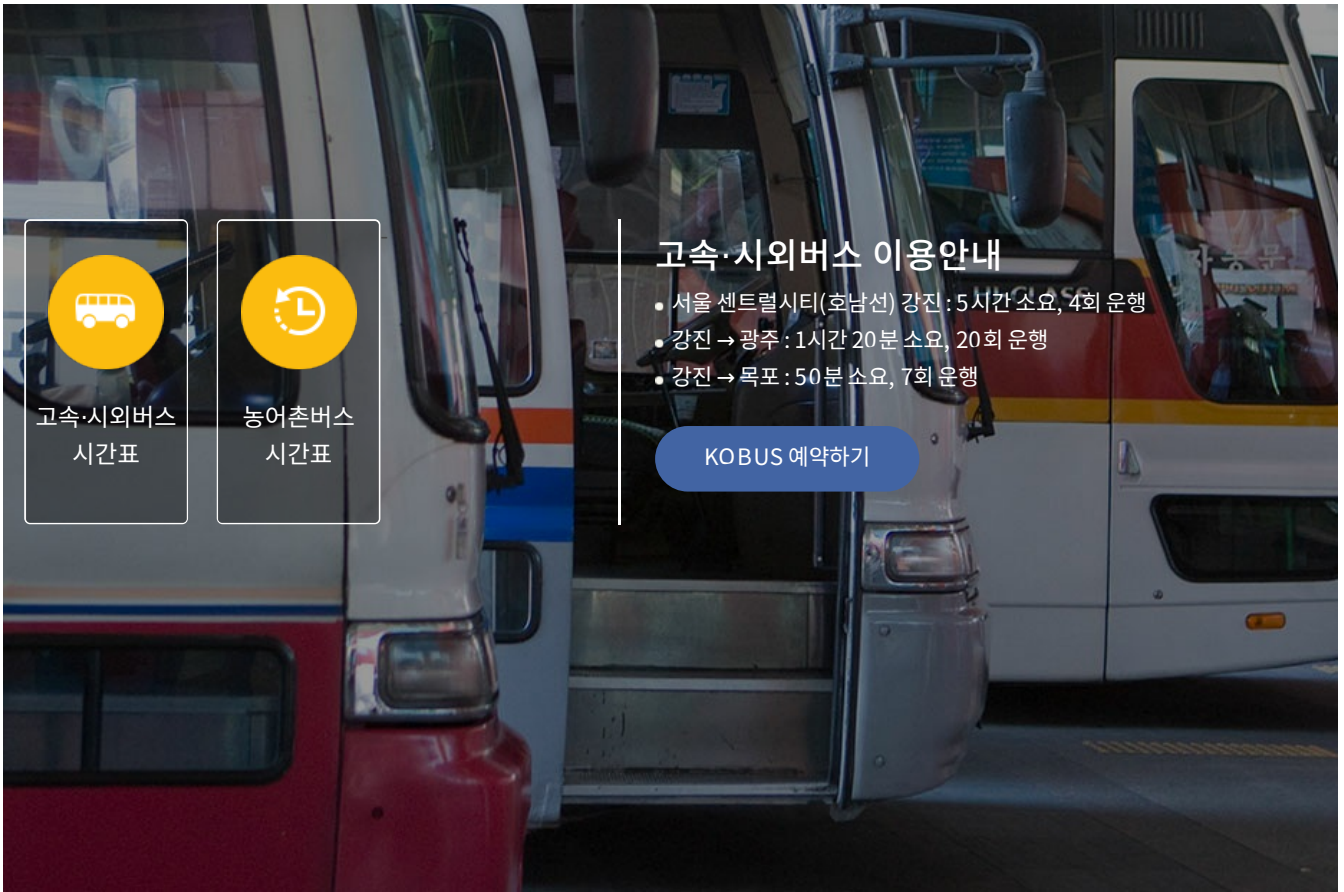 고속·시외버스
시간표
농어촌버스
시간표
고속·시외버스 이용안내
서울 센트럴시티(호남선) 강진 : 5시간 소요, 4회 운행
강진 → 광주 : 1시간 20분 소요, 20회 운행
강진 → 목포 : 50분 소요, 7회 운행
KOBUS 예약하기
HI-GLASS